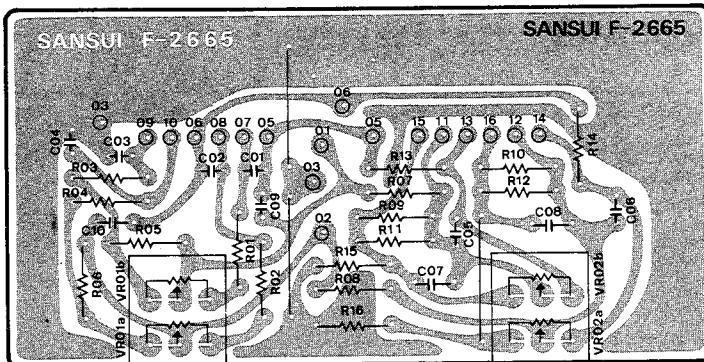 SANSUI F-2665
SANSUI F-2665
06
03
09 10 06 08 07 05
01
05
15 11 13 16 12 14
C04
C03
C02
C01
R13
R10
R14
R03
03
R07
R12
R04
C09
R09
C06
C10
R05
R01
02
R11
C05
C08
R06
VR01b
R02
R15
R08
C07
VR02b
VR01a
R16
VR02a